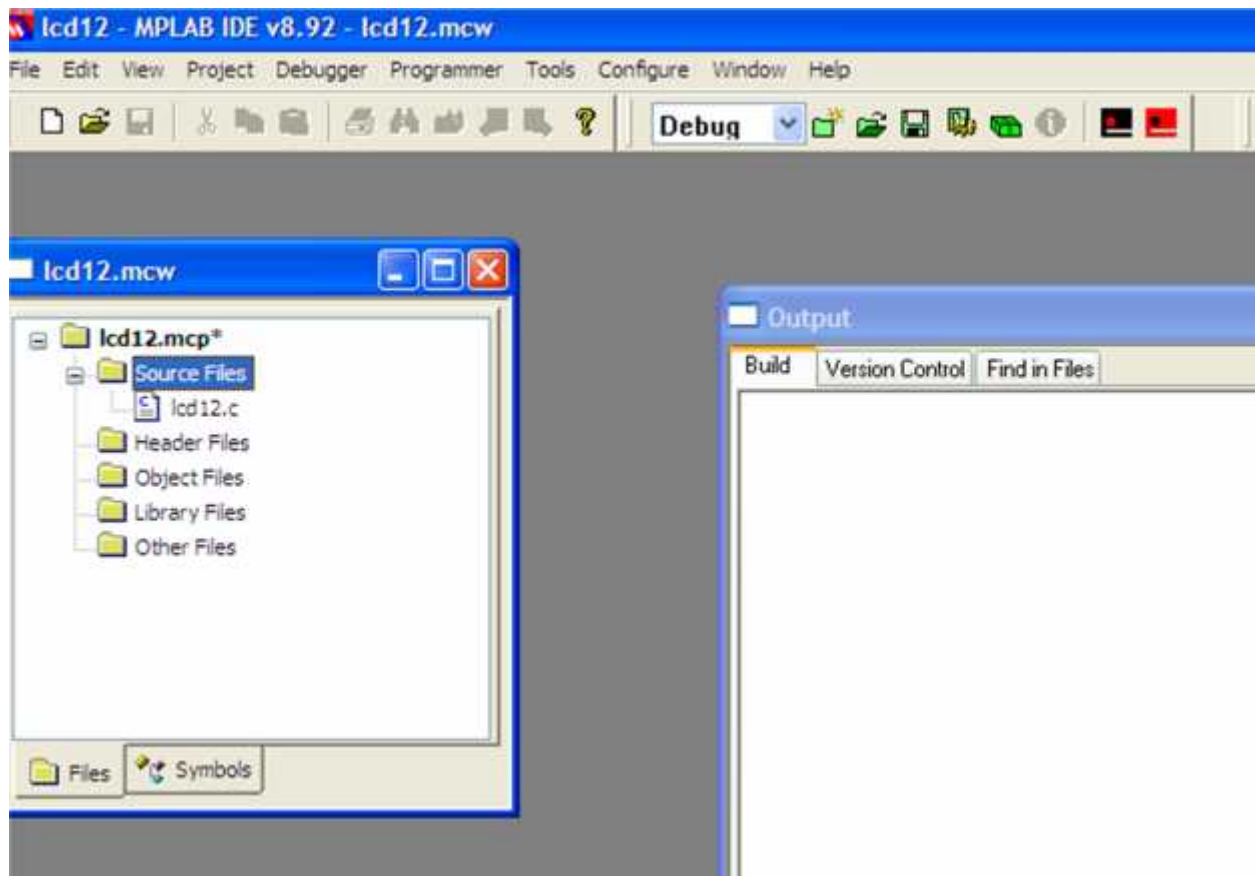 lcd12 - MPLAB IDE v8.92 - lcd12.mcw
File Edit View Project Debugger Programmer Tools Configure Window Help
Debug
lcd12.mcw
lcd12.mcp*
Source Files
lcd12.c
Header Files
Object Files
Library Files
Other Files
Files Symbols
Output
Build Version Control Find in Files